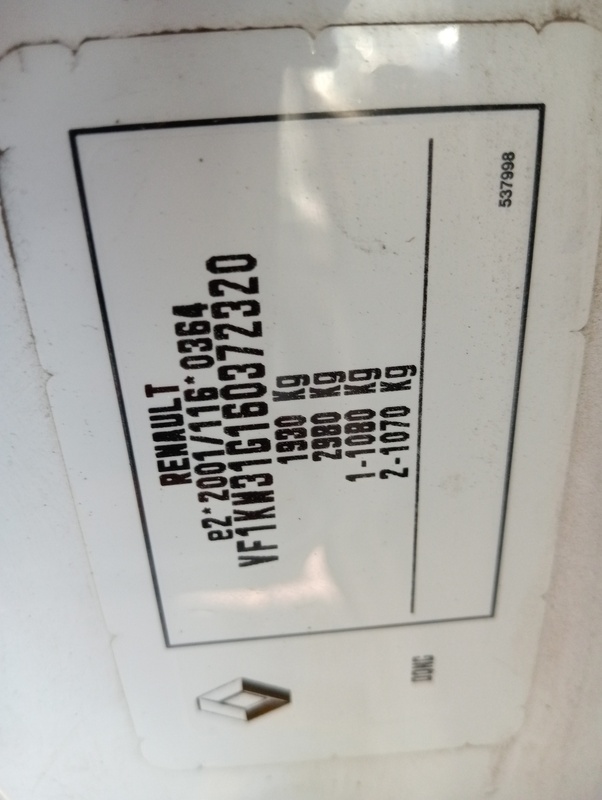 RENAULT
e2*2001/116*0364
VF1KW31G160372320
1930 Kg
2980 Kg
1-1080 Kg
2-1070 Kg
537998